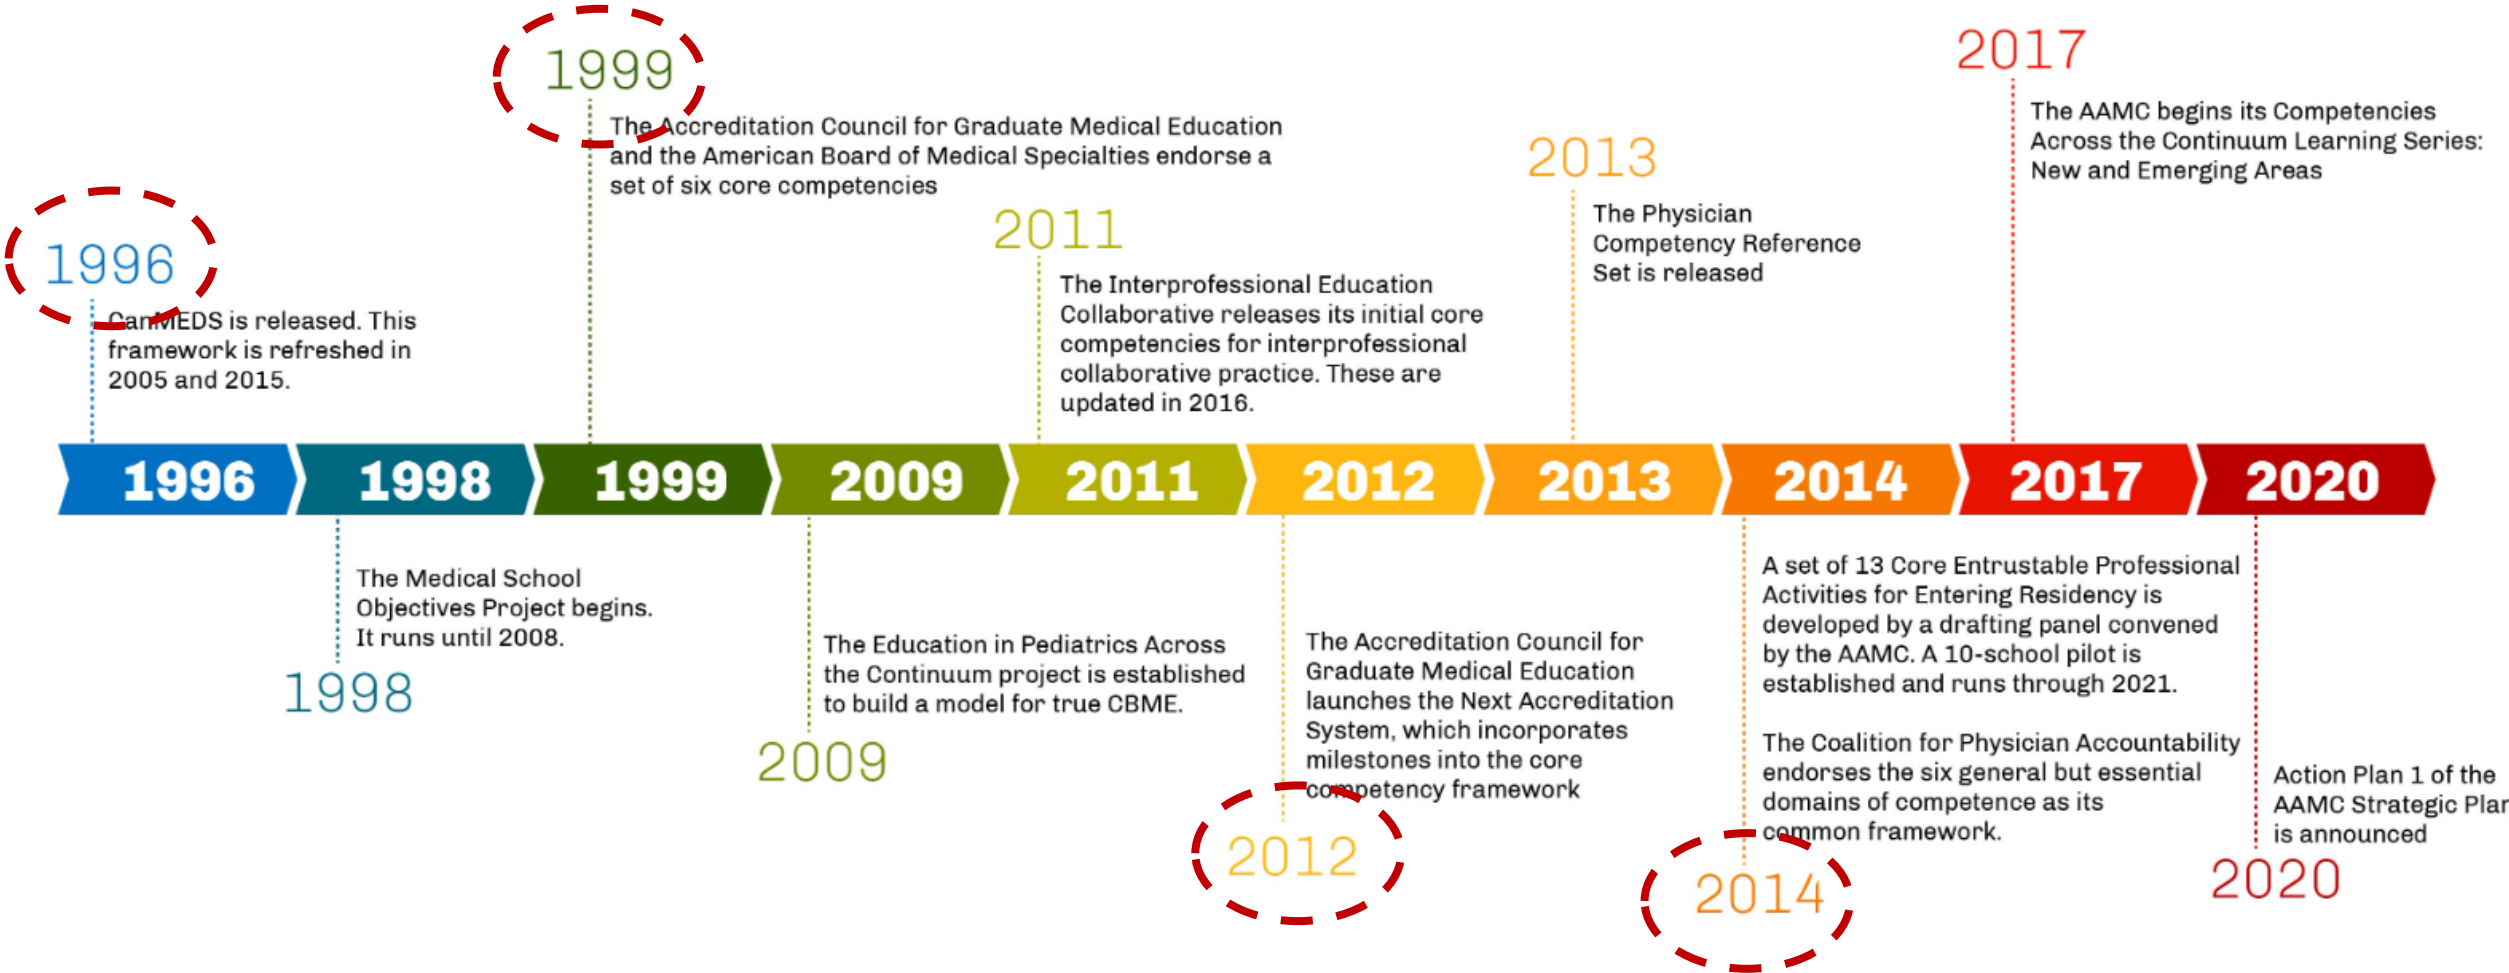 1999
The Accreditation Council for Graduate Medical Education
and the American Board of Medical Specialties endorse a
set of six core competencies
2017
The AAMC begins its Competencies
Across the Continuum Learning Series:
New and Emerging Areas
2013
The Physician
Competency Reference
Set is released
1996
CanMEDS is released. This
framework is refreshed in
2005 and 2015.
2011
The Interprofessional Education
Collaborative releases its initial core
competencies for interprofessional
collaborative practice. These are
updated in 2016.
1996 1998 1999 2009 2011 2012 2013 2014 2017 2020
The Medical School
Objectives Project begins.
It runs until 2008.
1998
The Education in Pediatrics Across
the Continuum project is established
to build a model for true CBME.
2009
The Accreditation Council for
Graduate Medical Education
launches the Next Accreditation
System, which incorporates
milestones into the core
competency framework
2012
A set of 13 Core Entrustable Professional
Activities for Entering Residency is
developed by a drafting panel convened
by the AAMC. A 10-school pilot is
established and runs through 2021.
The Coalition for Physician Accountability
endorses the six general but essential
domains of competence as its
common framework.
2014
Action Plan 1 of the
AAMC Strategic Plan
is announced
2020